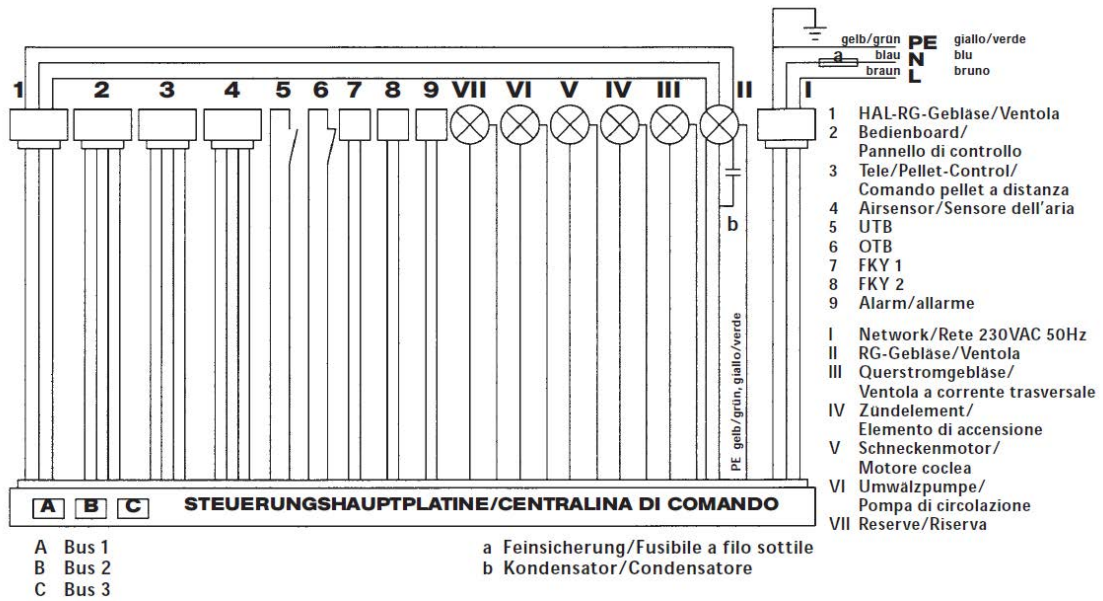 gelb/grün PE giallo/verde
a blau N blu
braun L bruno
1 2 3 4 5 6 7 8 9 VII VI V IV III II I
1 HAL-RG-Gebläse/Ventola
2 Bedienboard/
Pannello di controllo
3 Tele/Pellet-Control/
Comando pellet a distanza
4 Airsensor/Sensore dell'aria
5 UTB
6 OTB
7 FKY 1
8 FKY 2
9 Alarm/allarme
b
PE gelb/grün, giallo/verde
I Network/Rete 230VAC 50Hz
II RG-Gebläse/Ventola
III Querstromgebläse/
Ventola a corrente trasversale
IV Zündelement/
Elemento di accensione
V Schneckenmotor/
Motore coclea
VI Umwälzpumpe/
Pompa di circolazione
VII Reserve/Riserva
A B C STEUERUNGSHAUPTPLATINE/CENTRALINA DI COMANDO
A Bus 1
B Bus 2
C Bus 3
a Feinsicherung/Fusibile a filo sottile
b Kondensator/Condensatore